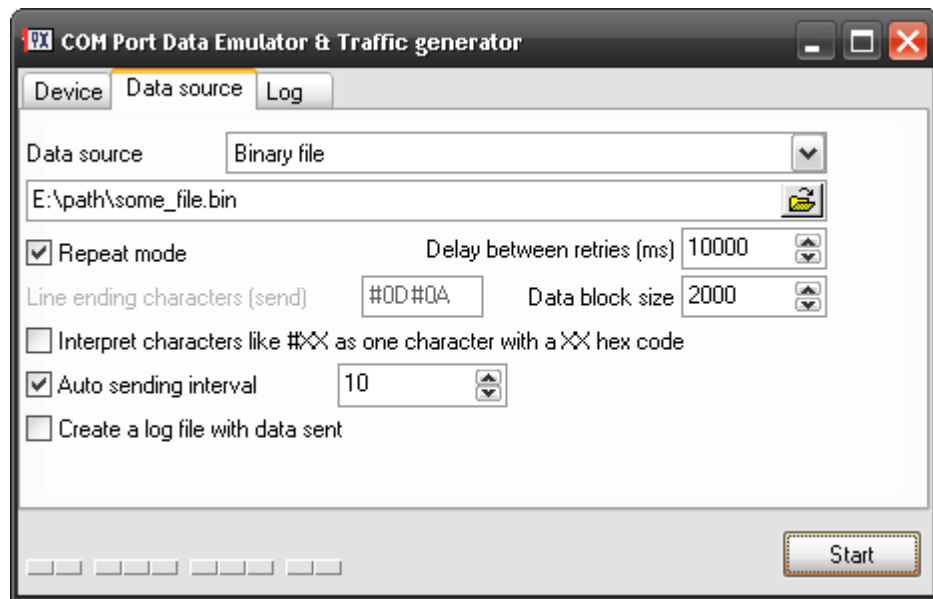 COM Port Data Emulator & Traffic generator
Device Data source Log
Data source Binary file
E:\path\some_file.bin
Repeat mode Delay between retries (ms) 10000
Line ending characters (send) #0D#0A Data block size 2000
Interpret characters like #XX as one character with a XX hex code
Auto sending interval 10
Create a log file with data sent
Start